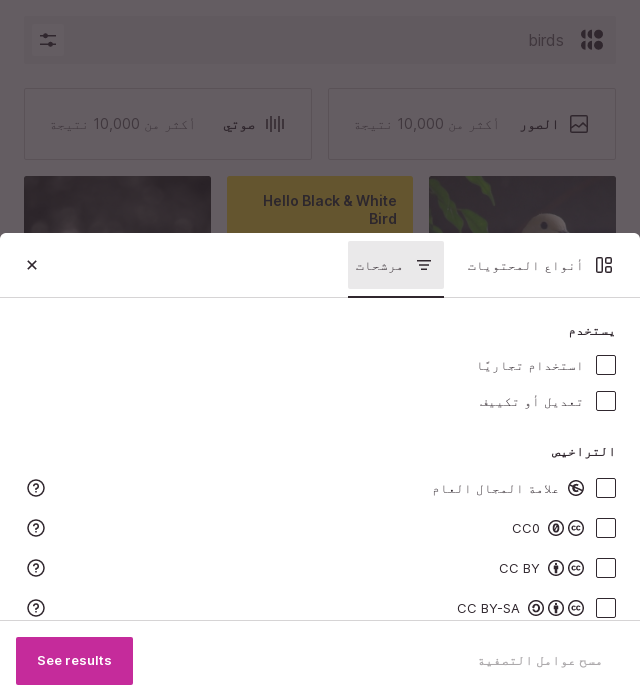 birds
الصور أكثر من 10,000 نتيجة
صوتي أكثر من 10,000 نتيجة
Hello Black & White
Bird
أنواع المحتويات
مرشحات
يستخدم
استخدام تجاريًا
تعديل أو تكييف
التراخيص
علامة المجال العام
CC0
CC BY
CC BY-SA
مسح عوامل التصفية
See results